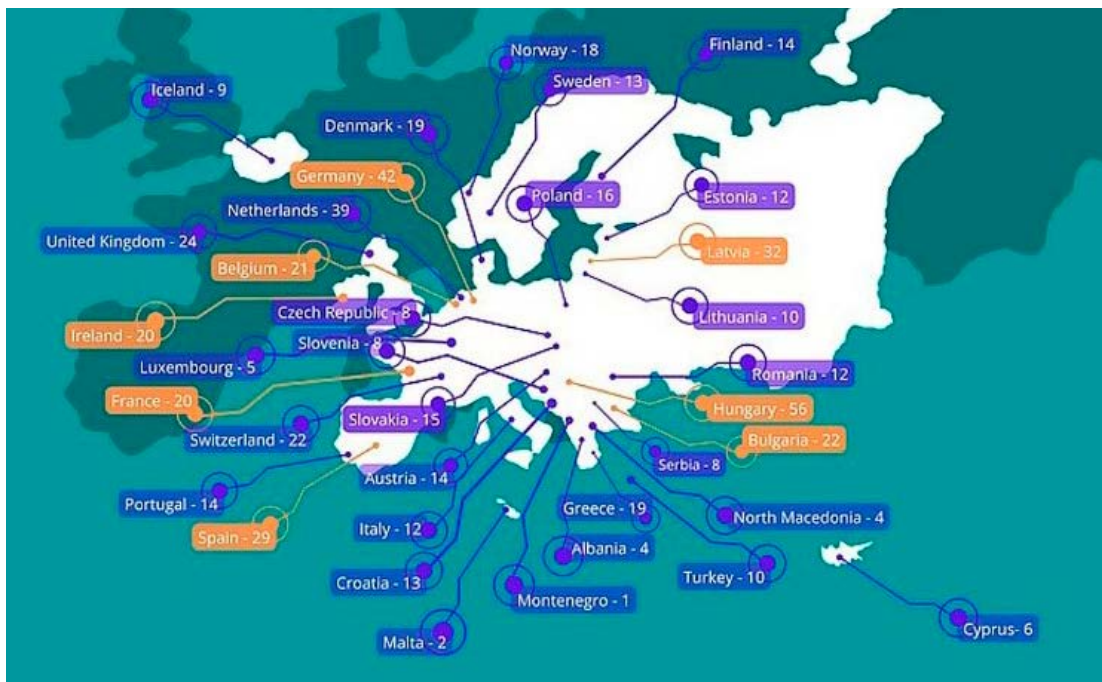 Norway - 18
Finland - 14
Iceland - 9
Sweden - 13
Denmark - 19
Germany - 42
Poland - 16
Estonia - 12
Netherlands - 39
United Kingdom - 24
Latvia - 32
Belgium - 21
Czech Republic - 8
Lithuania - 10
Ireland - 20
Slovenia - 8
Luxembourg - 5
Romania - 12
France - 20
Hungary - 56
Slovakia - 15
Switzerland - 22
Bulgaria - 22
Serbia - 8
Austria - 14
Portugal - 14
Greece - 19
North Macedonia - 4
Italy - 12
Spain - 29
Albania - 4
Turkey - 10
Croatia - 13
Montenegro - 1
Cyprus- 6
Malta - 2